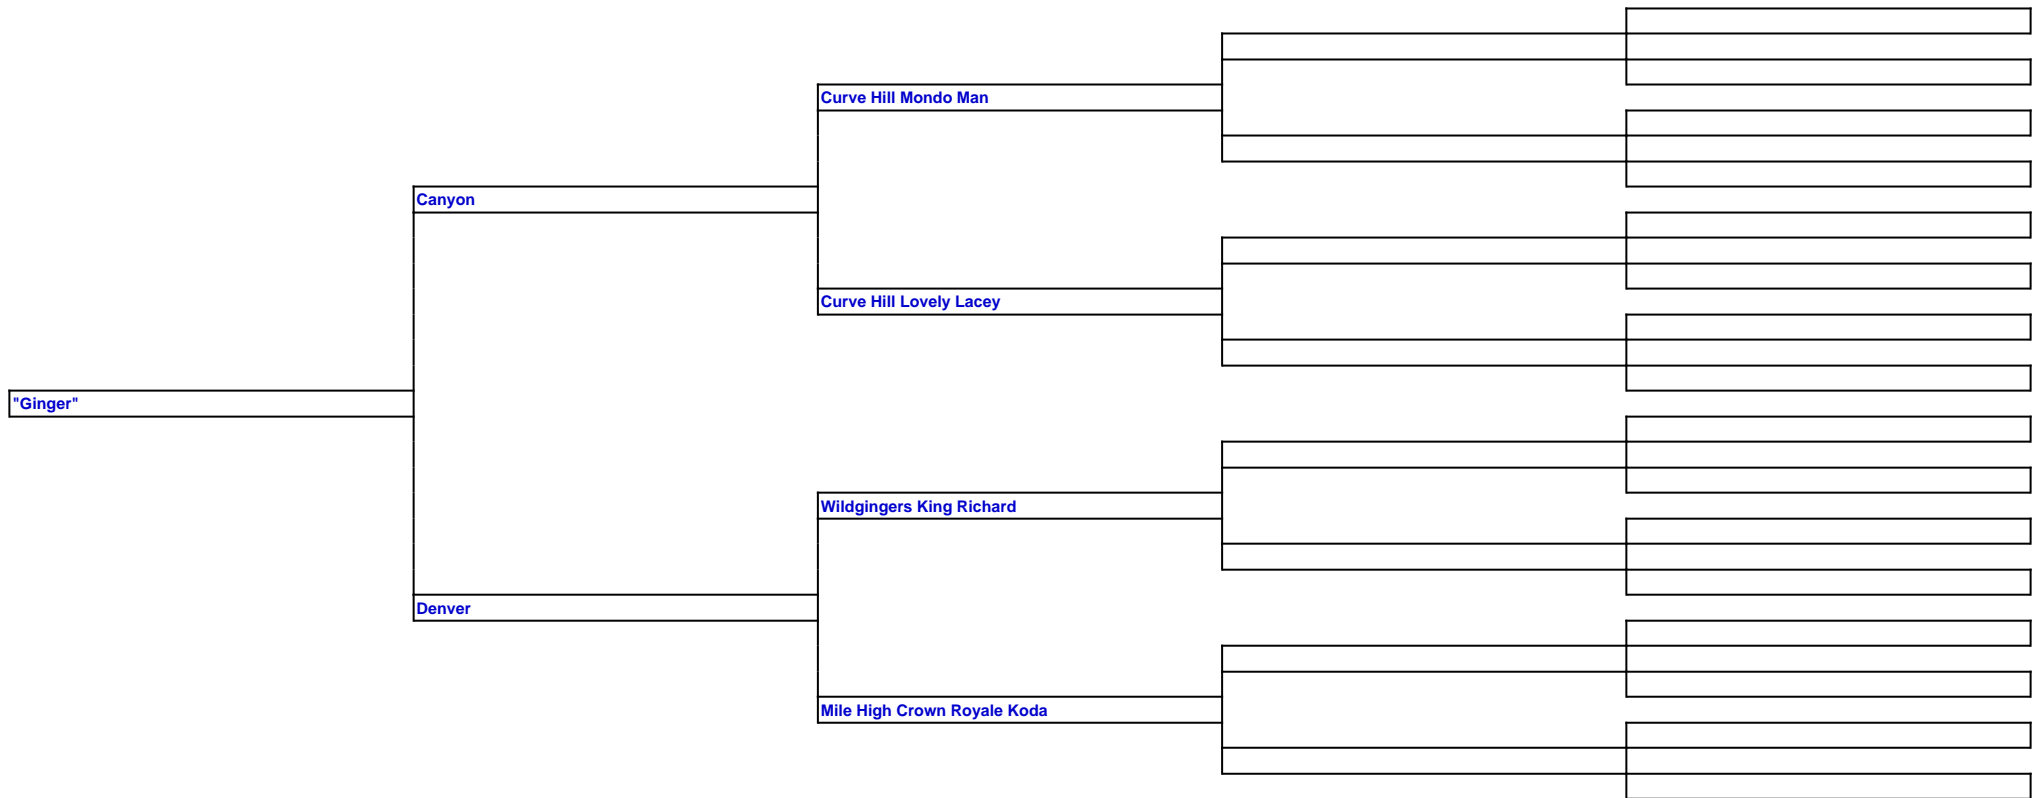 Curve Hill Mondo Man
Canyon
Curve Hill Lovely Lacey
"Ginger"
Wildgingers King Richard
Denver
Mile High Crown Royale Koda